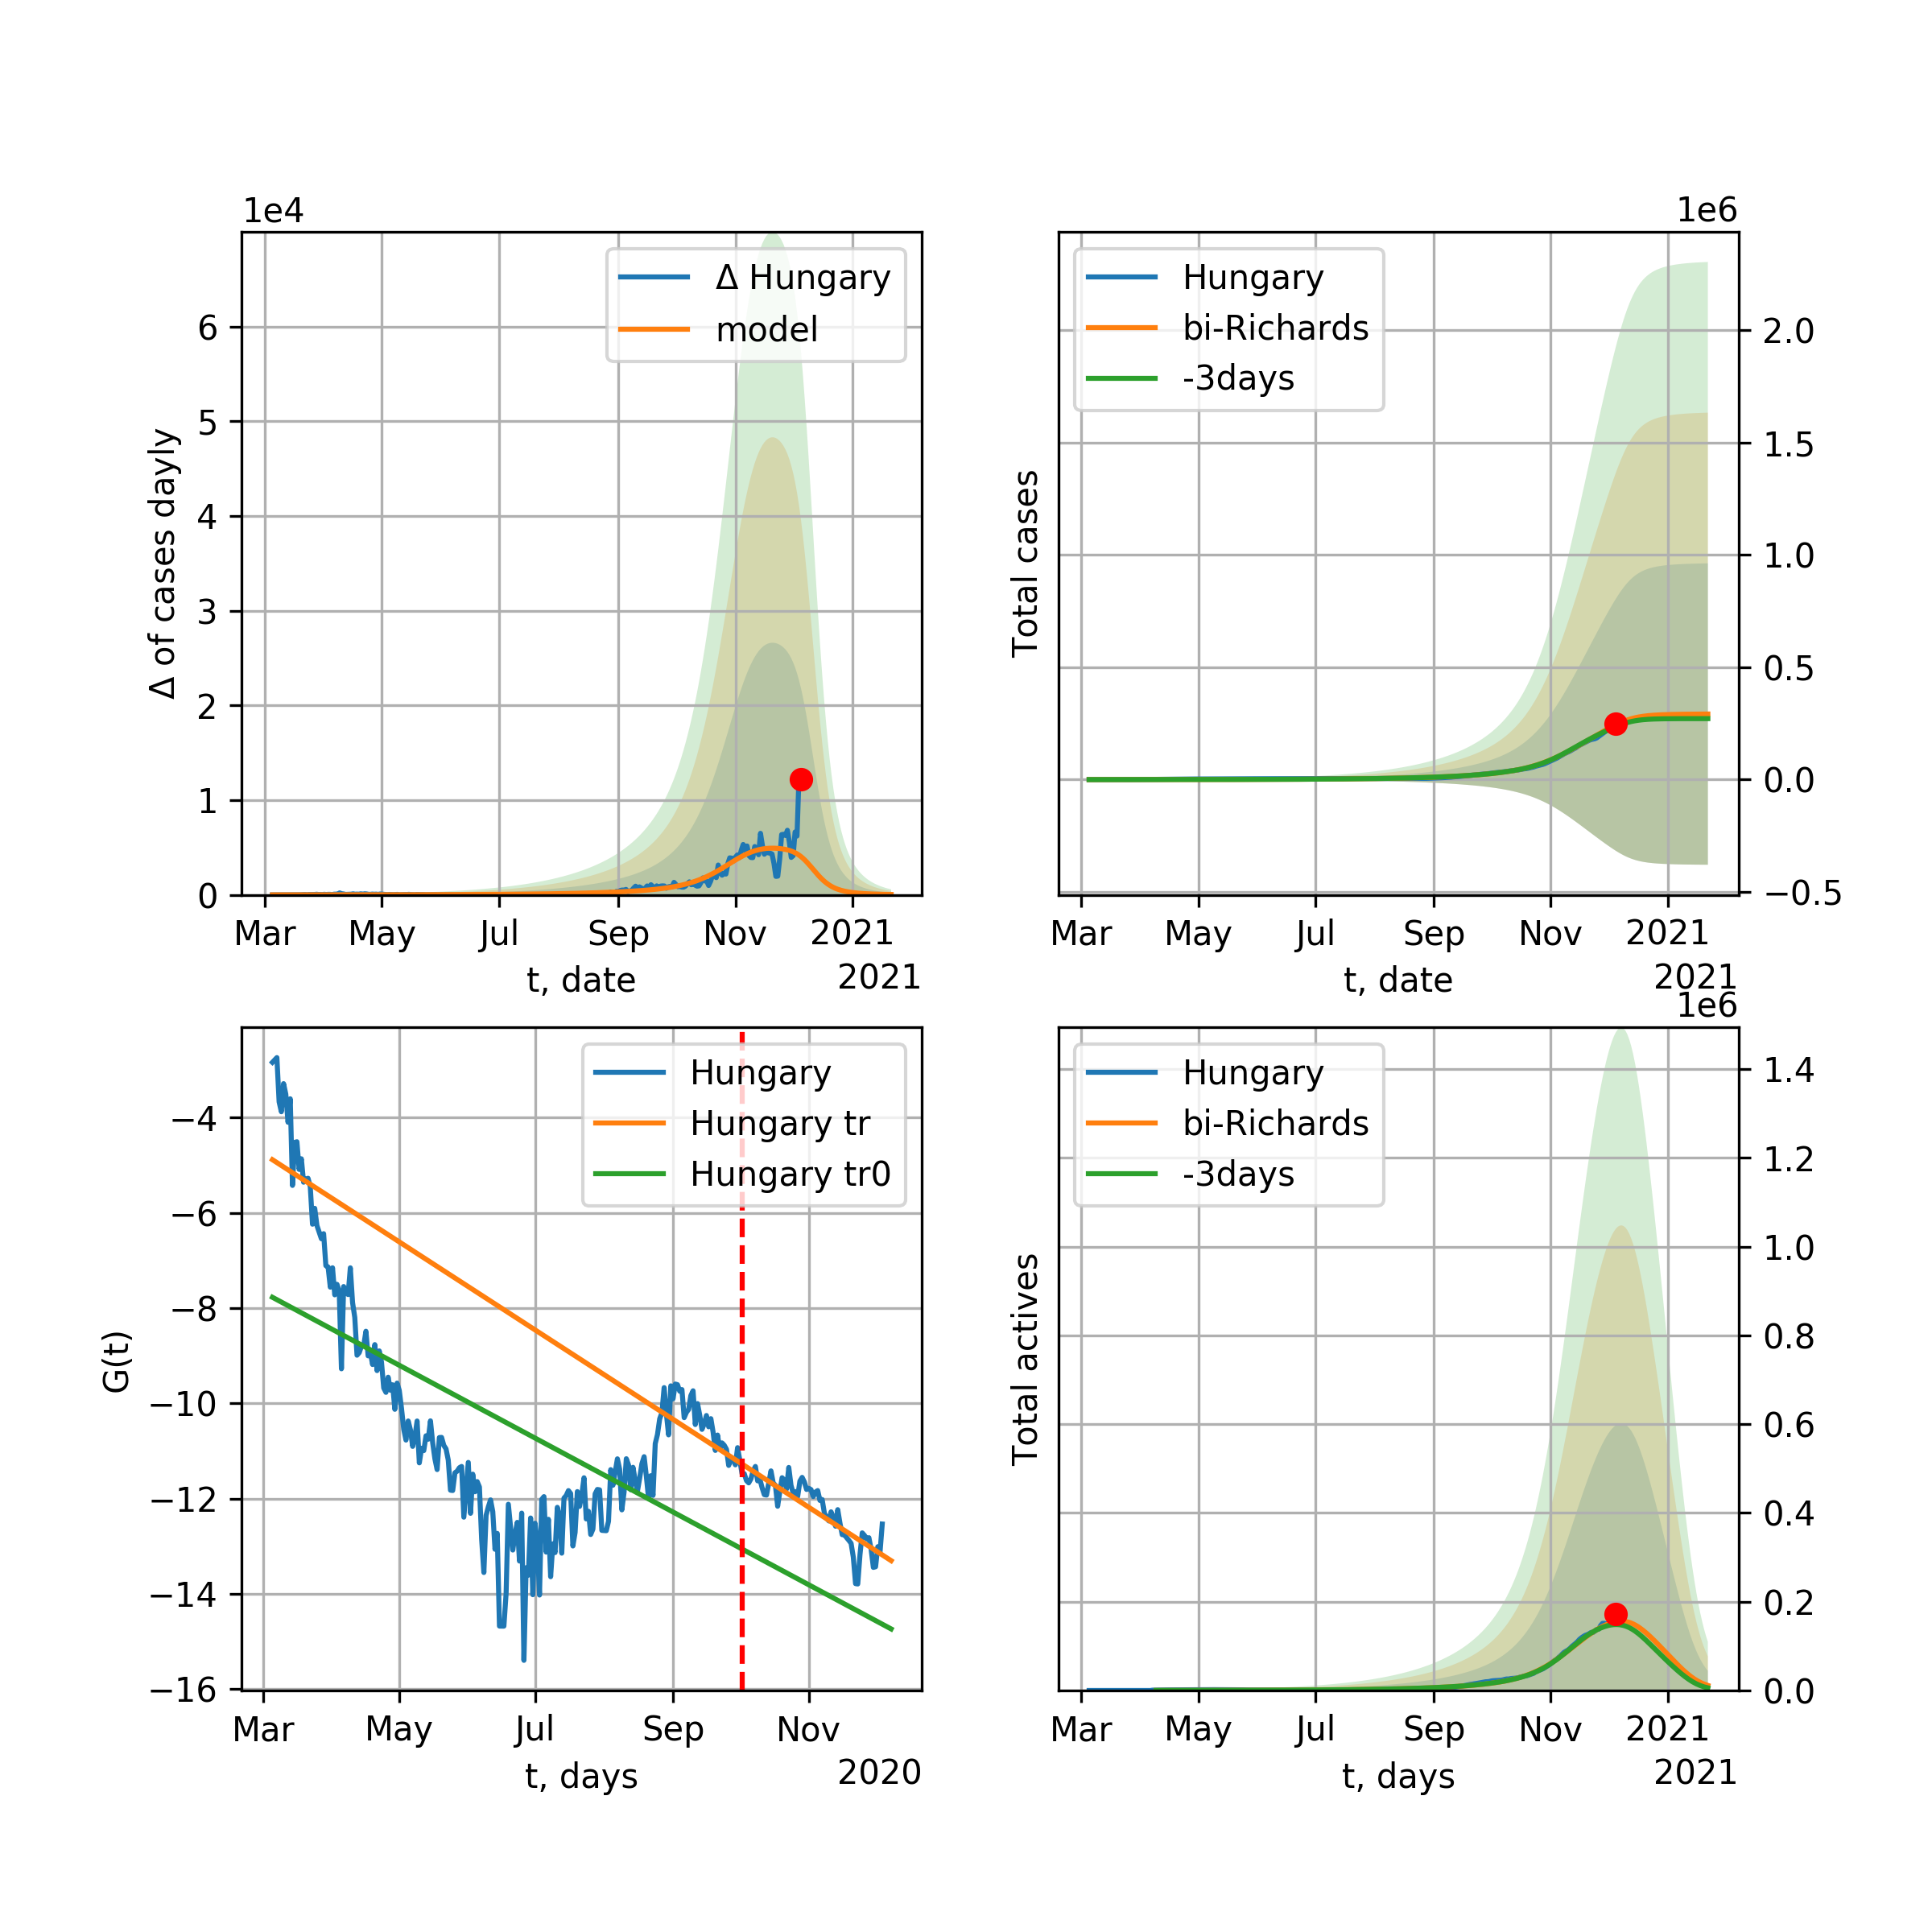 1e4
Δ Hungary
model
6
5
4
3
2
1
0
Δ of cases dayly
Mar May Jul Sep Nov 2021
t, date
2021
1e6
Hungary
bi-Richards
-3days
2.0
1.5
1.0
0.5
0.0
−0.5
Total cases
Mar May Jul Sep Nov 2021
t, date
2021
Hungary
Hungary tr
Hungary tr0
−4
−6
−8
−10
−12
−14
−16
G(t)
Mar May Jul Sep Nov
t, days
2020
1e6
Hungary
bi-Richards
-3days
1.4
1.2
1.0
0.8
0.6
0.4
0.2
0.0
Total actives
Mar May Jul Sep Nov 2021
t, days
2021